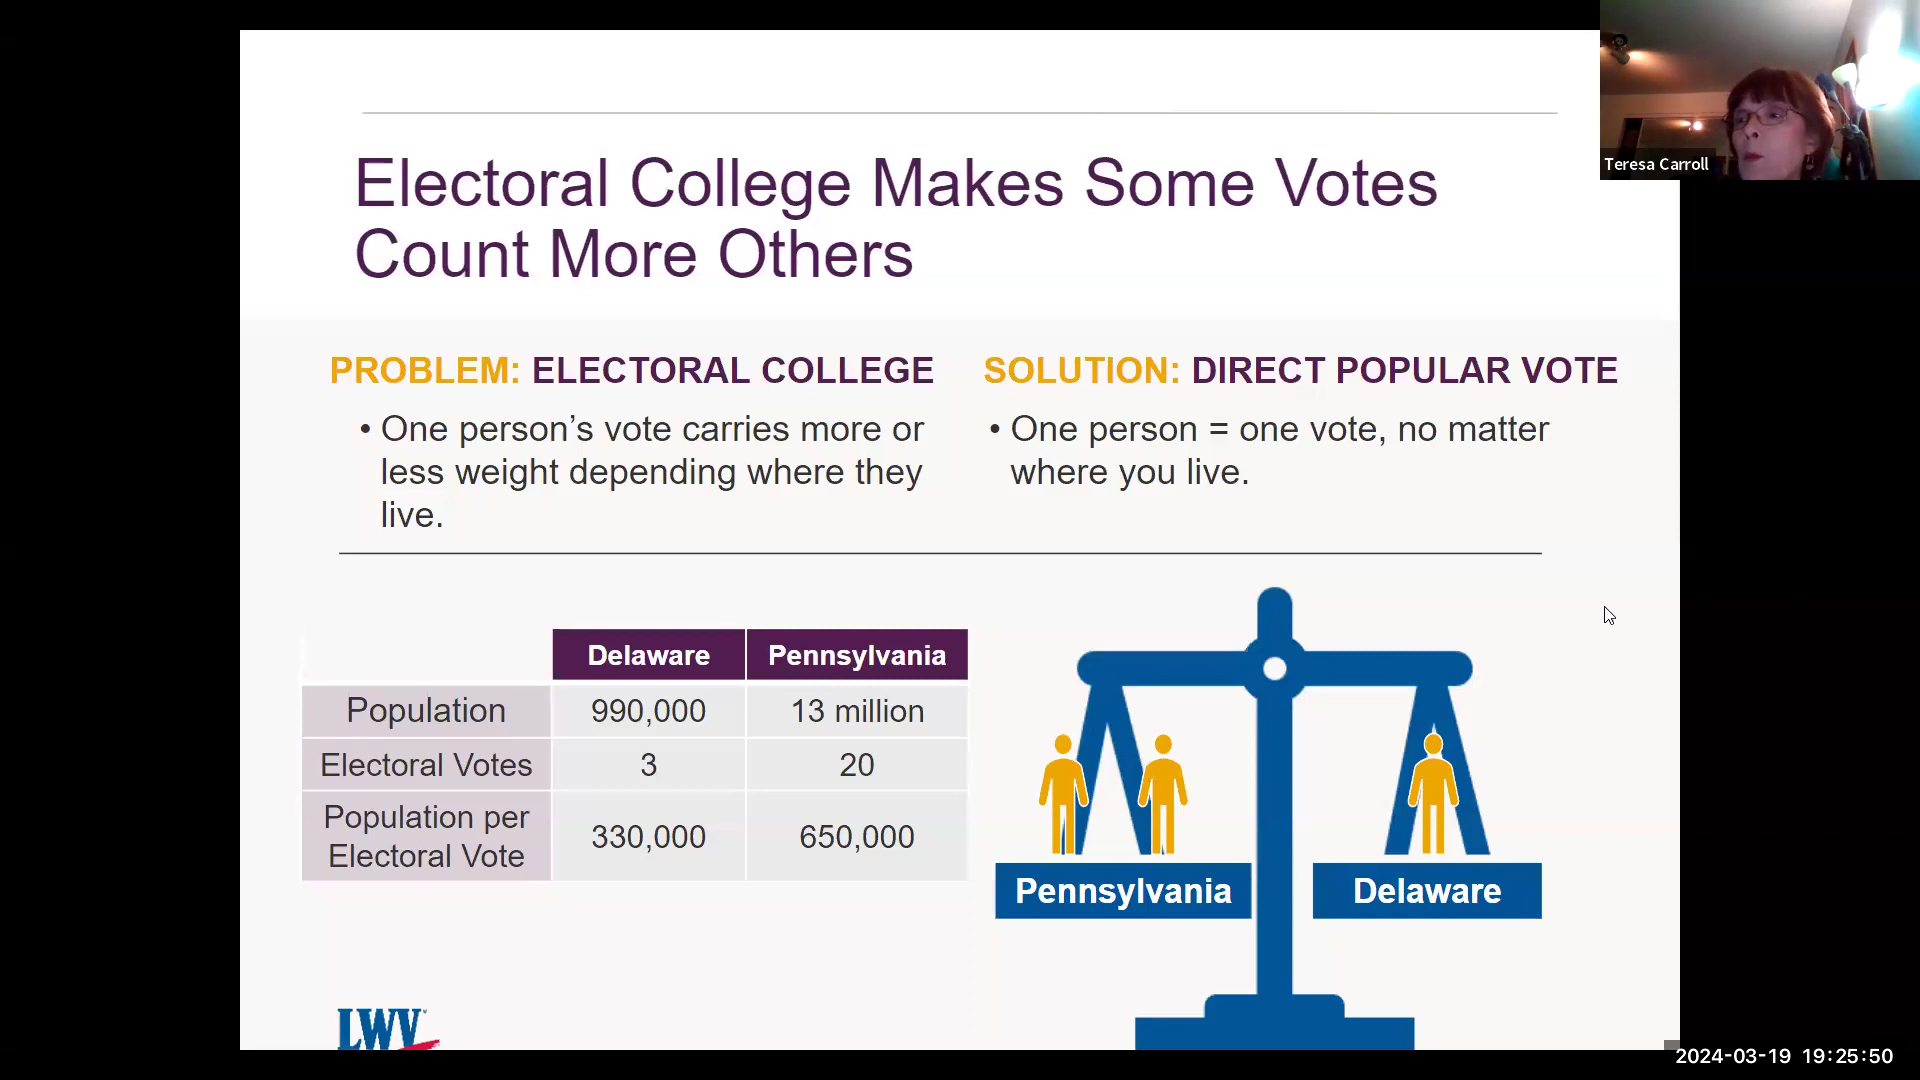 Electoral College Makes Some Votes
Count More Others
Teresa Carroll
PROBLEM: ELECTORAL COLLEGE
• One person’s vote carries more or
less weight depending where they
live.
SOLUTION: DIRECT POPULAR VOTE
• One person = one vote, no matter
where you live.
Delaware Pennsylvania
Population 990,000 13 million
Electoral Votes 3 20
Population per
Electoral Vote 330,000 650,000
Pennsylvania
Delaware
LWV
2024-03-19 19:25:50